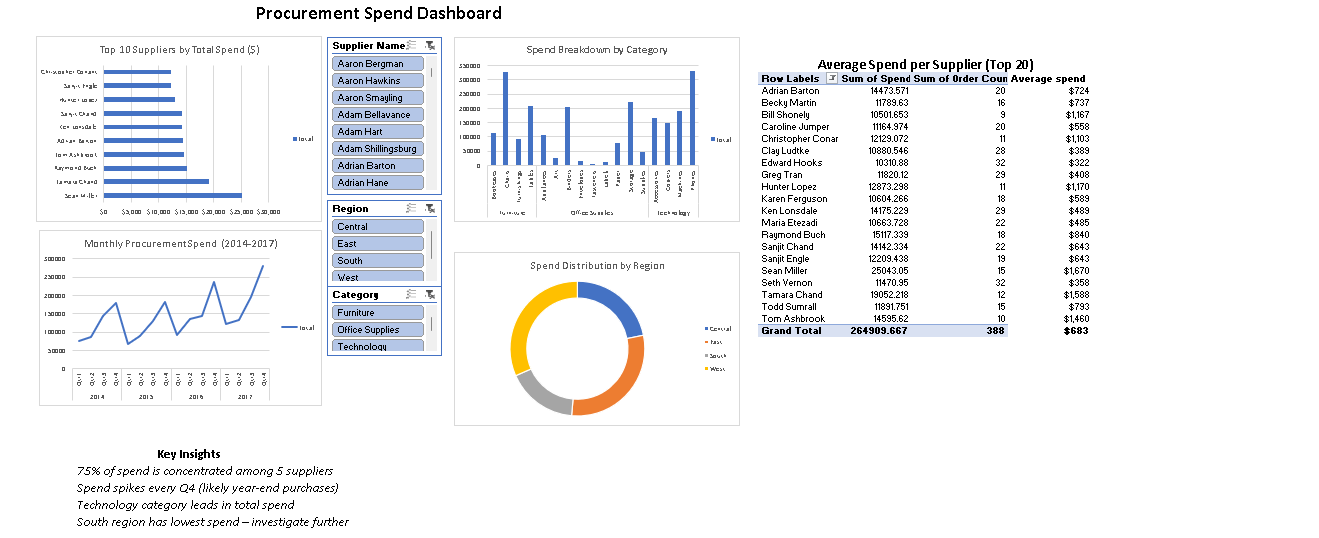 Procurement Spend Dashboard
Top 10 Suppliers by Total Spend ($)
Sanjit Engle
Hunter Lopez
Sanjit Chand
Ken Lonsdale
Adrian Barton
Tom Ashbrook
Raymond Buch
Tamara Chand
Sean Miller
$0 $5,000 $10,000 $15,000 $20,000 $25,000 $30,000
Total
Supplier Name
Aaron Bergman
Aaron Hawkins
Aaron Smayling
Adam Bellavance
Adam Hart
Adam Shillingsburg
Adrian Barton
Adrian Hane
Region
Central
East
South
West
Category
Furniture
Office Supplies
Technology
Spend Breakdown by Category
350000
300000
250000
200000
150000
100000
50000
0
Bookcases Chairs Furnishings Tables Appliances Art Binders Envelopes Fasteners Labels Paper Storage Supplies Accessories Copiers Machines Phones
Furniture Office Supplies Technology
Total
Monthly Procurement Spend (2014-2017)
300000
250000
200000
150000
100000
50000
0
Qtr1 Qtr2 Qtr3 Qtr4 Qtr1 Qtr2 Qtr3 Qtr4 Qtr1 Qtr2 Qtr3 Qtr4 Qtr1 Qtr2 Qtr3 Qtr4
2014 2015 2016 2017
Total
Spend Distribution by Region
Central
East
South
West
Average Spend per Supplier (Top 20)
Row Labels Sum of Spend Sum of Order Coun Average spend
Adrian Barton 14473.571 20 $724
Becky Martin 11789.63 16 $737
Bill Shonely 10501.653 9 $1,167
Caroline Jumper 11164.974 20 $558
Christopher Conar 12129.072 11 $1,103
Clay Ludtke 10880.546 28 $389
Edward Hooks 10310.88 32 $322
Greg Tran 11820.12 29 $408
Hunter Lopez 12873.298 11 $1,170
Karen Ferguson 10604.266 18 $589
Ken Lonsdale 14175.229 29 $489
Maria Etezadi 10663.728 22 $485
Raymond Buch 15117.339 18 $840
Sanjit Chand 14142.334 22 $643
Sanjit Engle 12209.438 19 $643
Sean Miller 25043.05 15 $1,670
Seth Vernon 11470.95 32 $358
Tamara Chand 19052.218 12 $1,588
Todd Sumrall 11891.751 15 $793
Tom Ashbrook 14595.62 10 $1,460
Grand Total 264909.667 388 $683
Key Insights
75% of spend is concentrated among 5 suppliers
Spend spikes every Q4 (likely year-end purchases)
Technology category leads in total spend
South region has lowest spend – investigate further